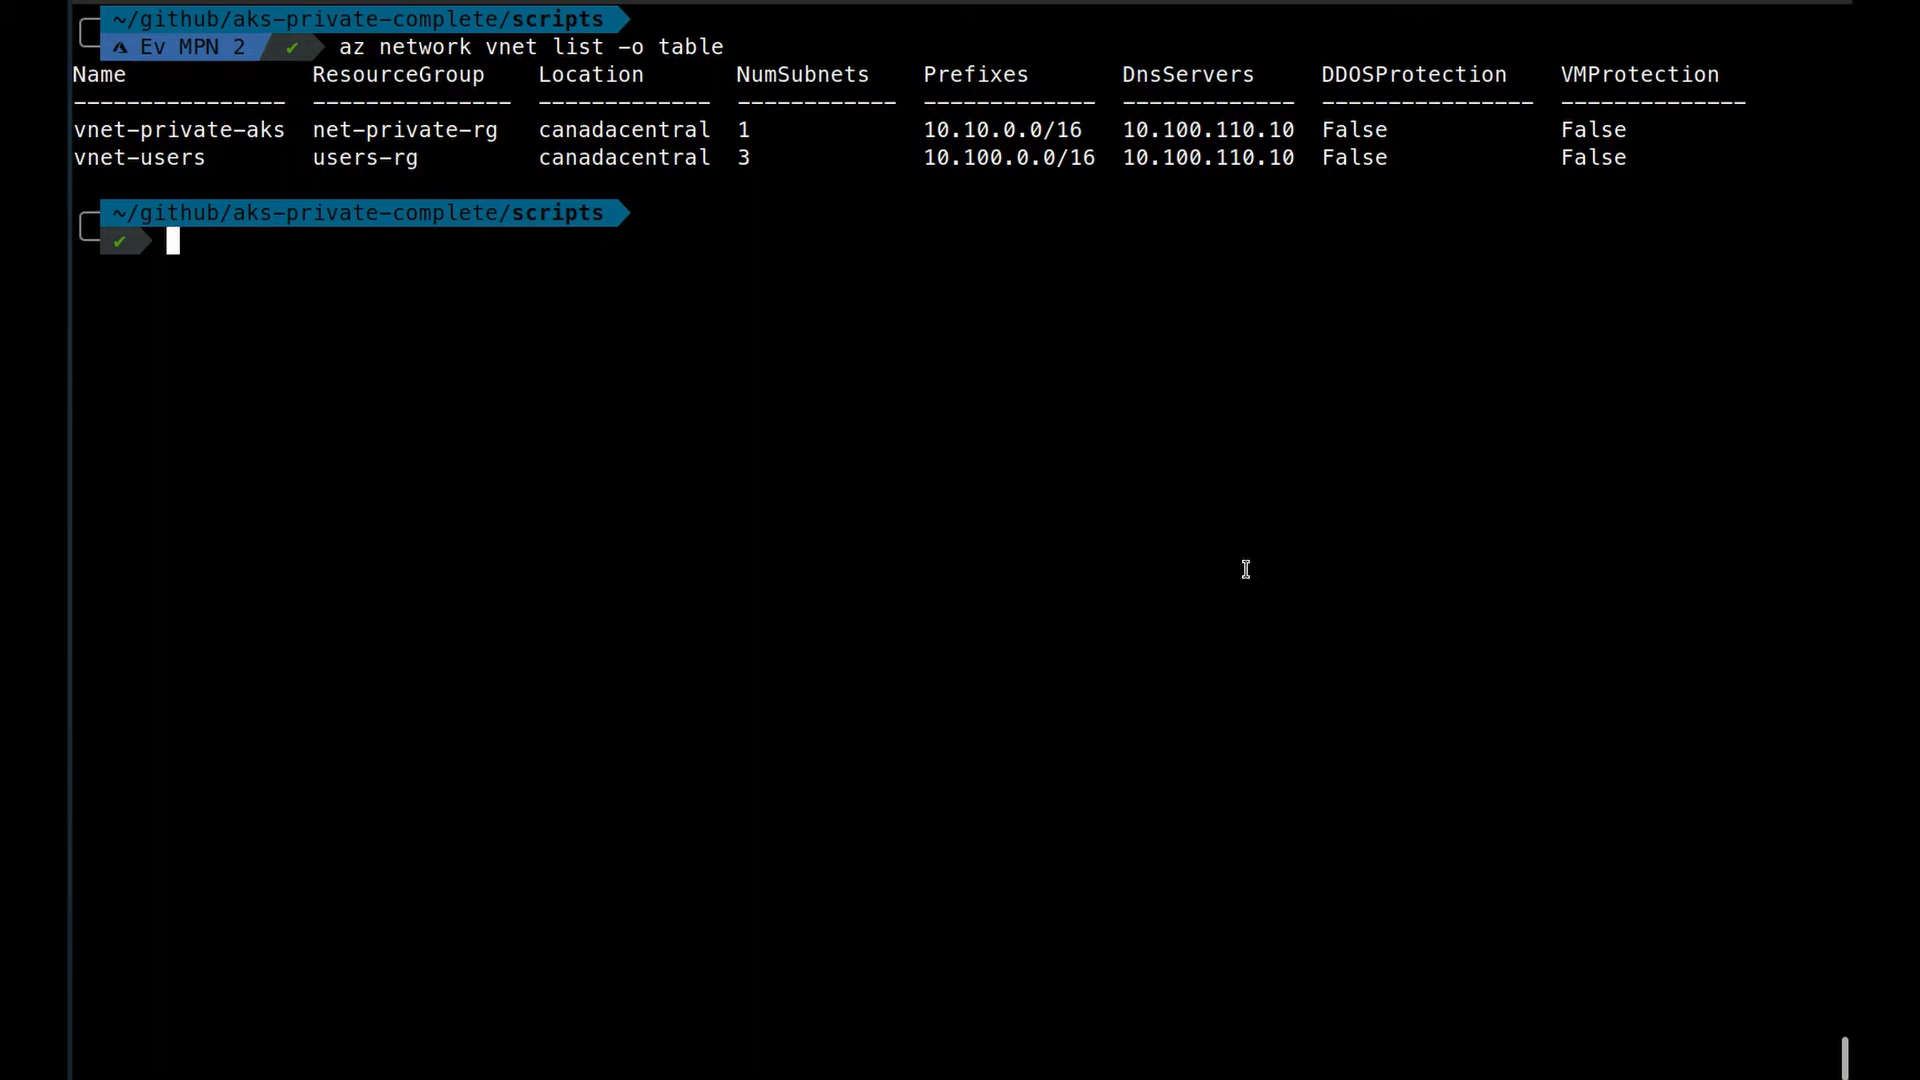 ~/github/aks-private-complete/scripts
Ev MPN 2 ✔ az network vnet list -o table
Name ResourceGroup Location NumSubnets Prefixes DnsServers DDOSProtection VMProtection
---------------- --------------- ------------- ------------ ------------- ------------- ---------------- --------------
vnet-private-aks net-private-rg canadacentral 1 10.10.0.0/16 10.100.110.10 False False
vnet-users users-rg canadacentral 3 10.100.0.0/16 10.100.110.10 False False
~/github/aks-private-complete/scripts
✔